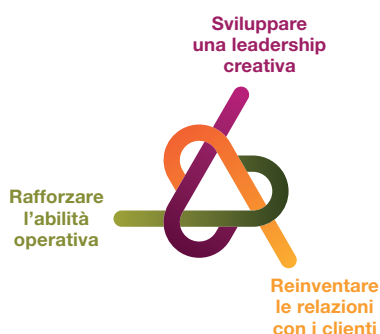 Sviluppare
una leadership
creativa
Rafforzare
l'abilità
operativa
Reinventare
le relazioni
con i clienti